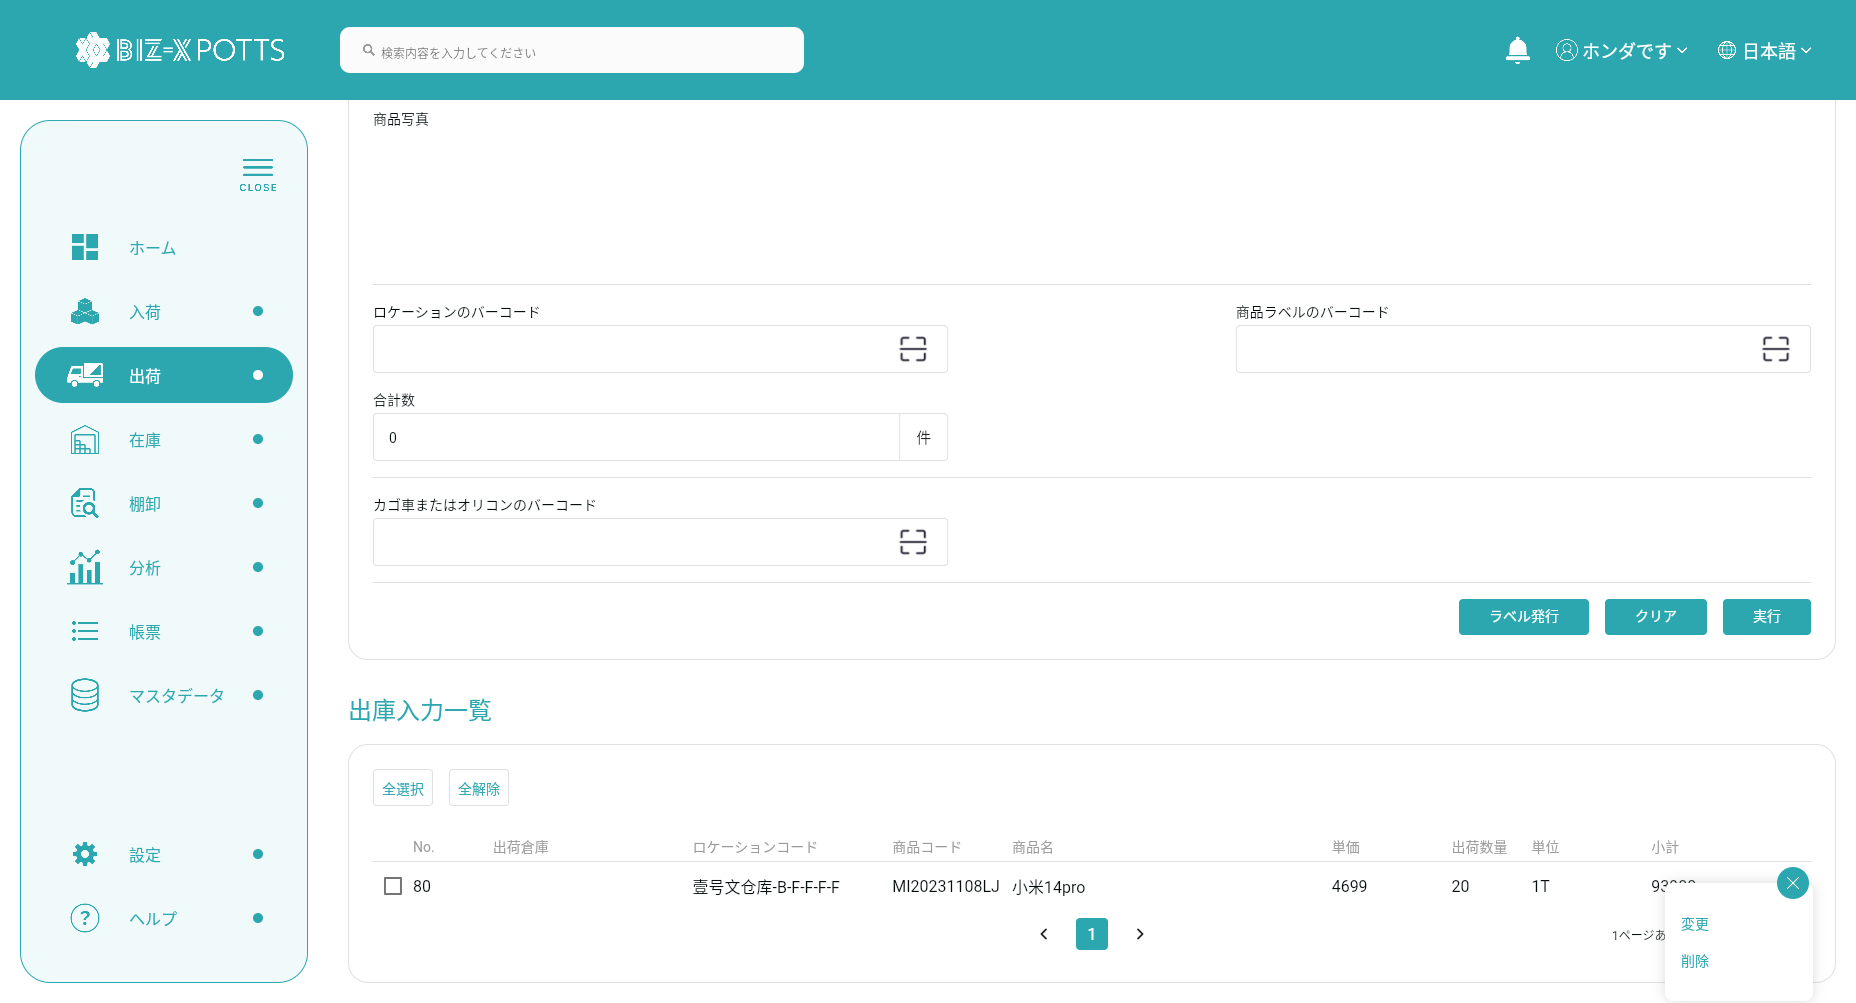 BIZ-X POTTS
検索内容を入力してください
ホンダです
日本語
CLOSE
ホーム
入荷
出荷
在庫
棚卸
分析
帳票
マスタデータ
設定
ヘルプ
商品写真
ロケーションのバーコード
商品ラベルのバーコード
合計数
0 件
カゴ車またはオリコンのバーコード
ラベル発行 クリア 実行
出庫入力一覧
全選択 全解除
No. 出荷倉庫 ロケーションコード 商品コード 商品名 単価 出荷数量 単位 小計
80 壹号文仓库-B-F-F-F-F MI20231108LJ 小米14pro 4699 20 1T
1
1ページあ
変更
削除